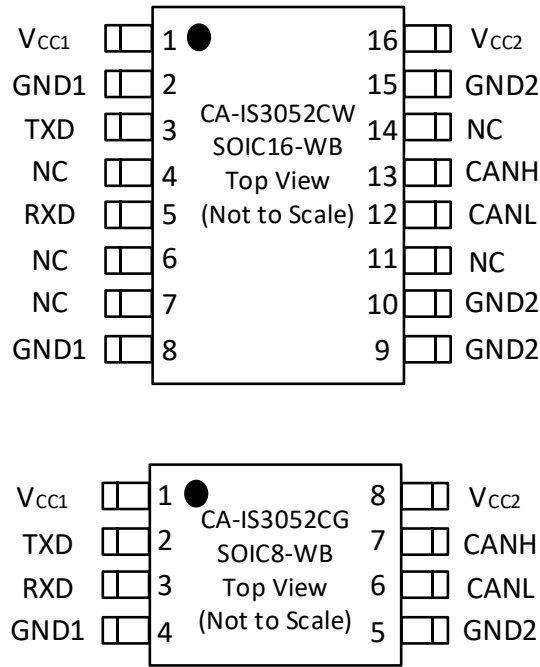 VCC1 1 16 VCC2
GND1 2 15 GND2
TXD 3 CA-IS3052CW 14 NC
SOIC16-WB
NC 4 Top View 13 CANH
RXD 5 (Not to Scale) 12 CANL
NC 6 11 NC
NC 7 10 GND2
GND1 8 9 GND2
VCC1 1 8 VCC2
CA-IS3052CG
TXD 2 SOIC8-WB 7 CANH
RXD 3 Top View 6 CANL
GND1 4 (Not to Scale) 5 GND2